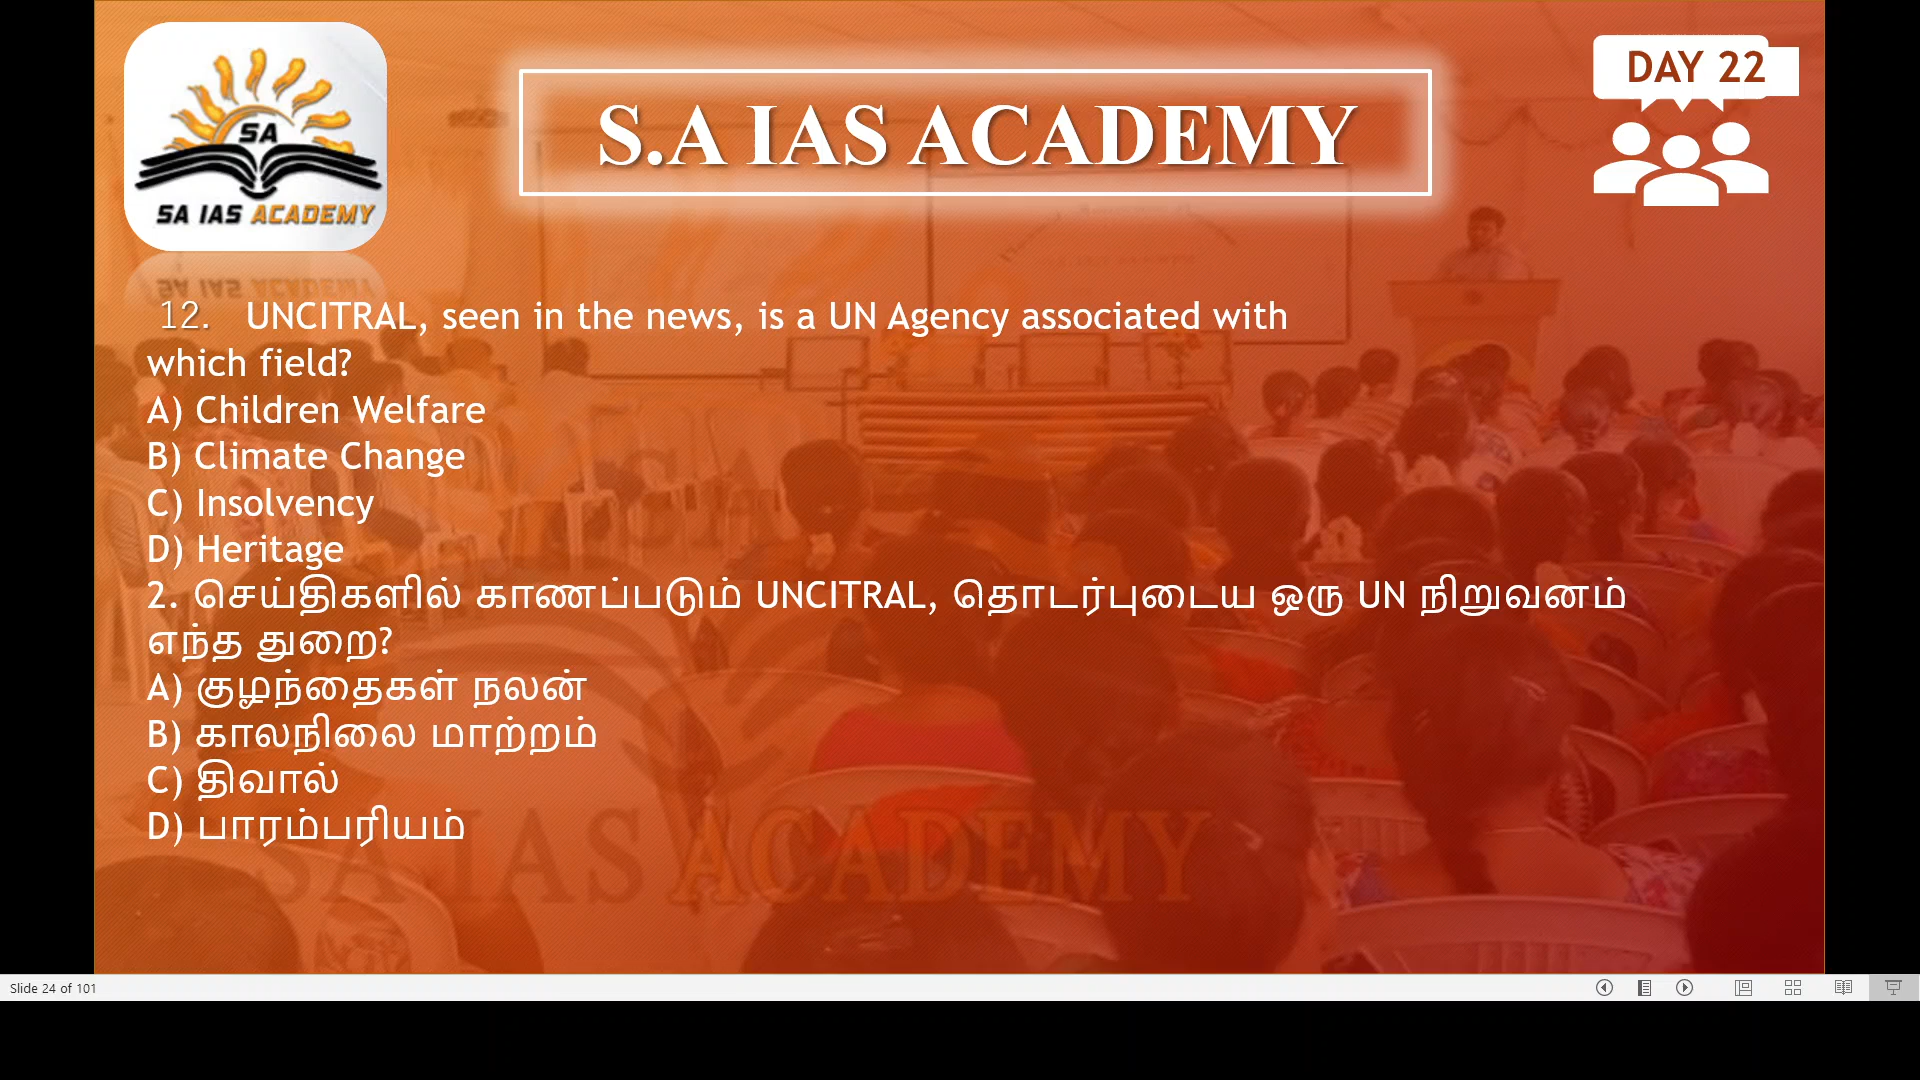 SA
SA IAS ACADEMY
S.A IAS ACADEMY
DAY 22
12. UNCITRAL, seen in the news, is a UN Agency associated with
which field?
A) Children Welfare
B) Climate Change
C) Insolvency
D) Heritage
2. செய்திகளில் காணப்படும் UNCITRAL, தொடர்புடைய ஒரு UN நிறுவனம்
எந்த துறை?
A) குழந்தைகள் நலன்
B) காலநிலை மாற்றம்
C) திவால்
D) பாரம்பரியம்
SA IAS ACADEMY
Slide 24 of 101